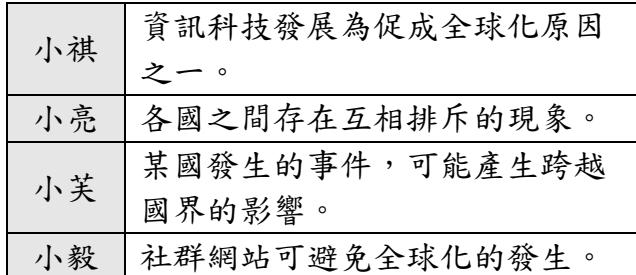 小祺 資訊科技發展為促成全球化原因
之一。
小亮 各國之間存在互相排斥的現象。
小芙 某國發生的事件，可能產生跨越
國界的影響。
小毅 社群網站可避免全球化的發生。